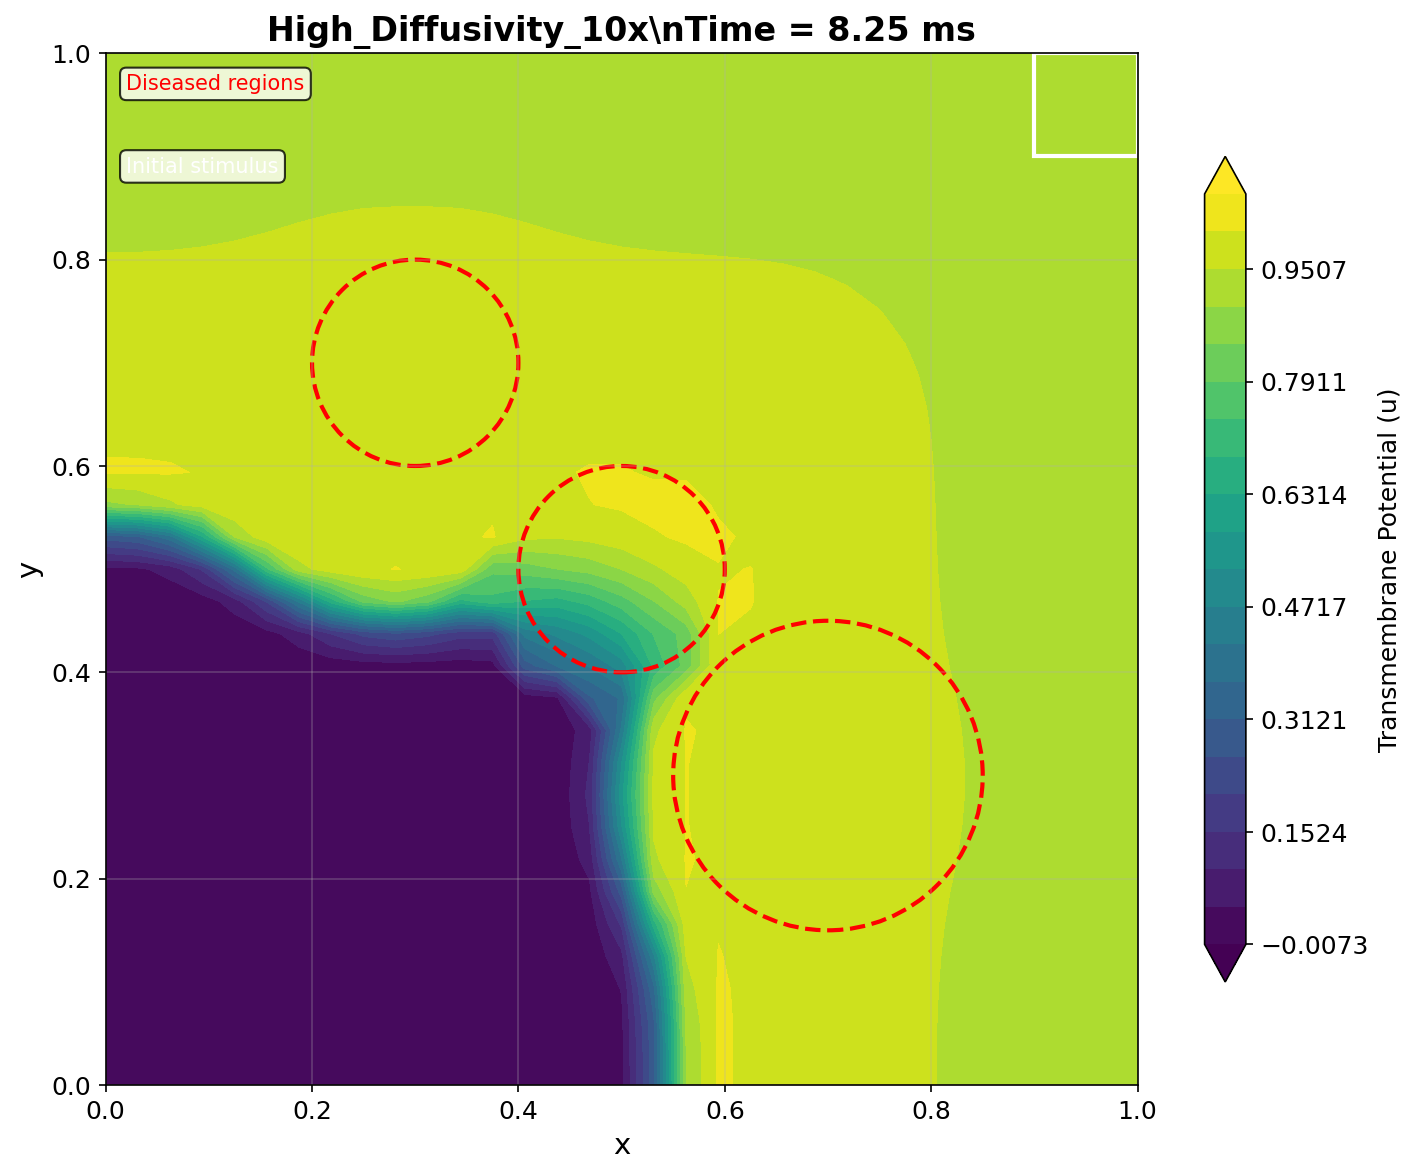 High_Diffusivity_10x\nTime = 8.25 ms
Diseased regions
Initial stimulus
1.0
0.8
0.6
0.4
0.2
0.0
y
0.0 0.2 0.4 0.6 0.8 1.0
x
0.9507
0.7911
0.6314
0.4717
0.3121
0.1524
−0.0073
Transmembrane Potential (u)